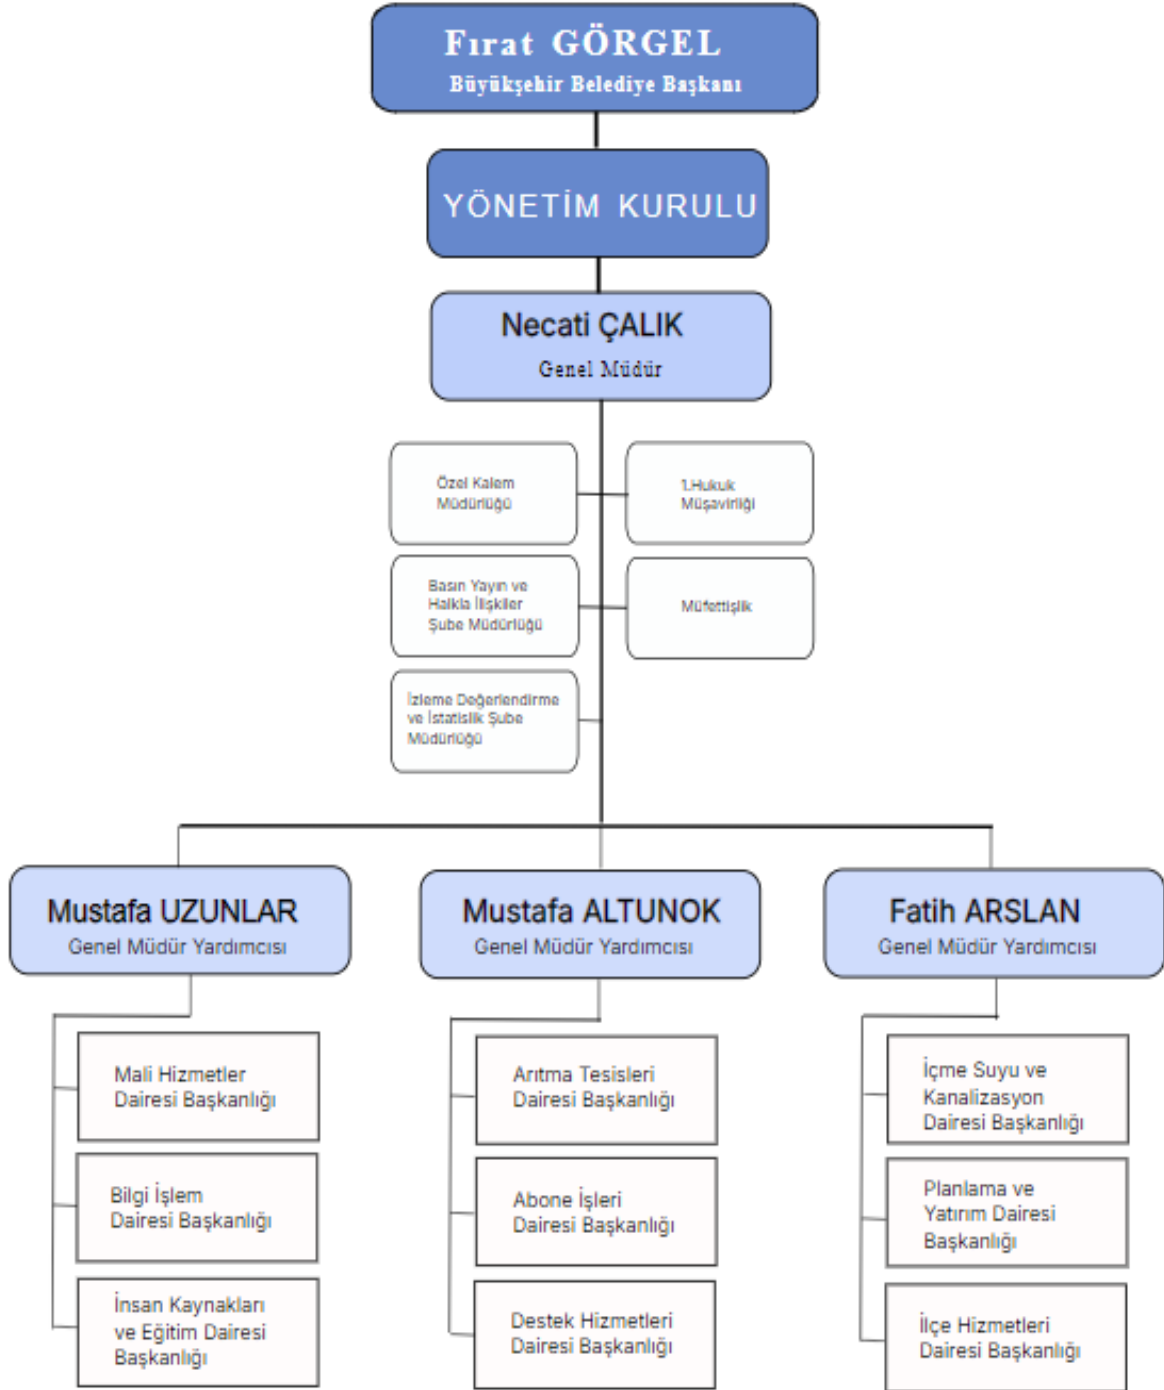 Fırat GÖRGEL
Büyükşehir Belediye Başkanı
YÖNETİM KURULU
Necati ÇALIK
Genel Müdür
Özel Kalem
Müdürlüğü
1.Hukuk
Müşavirliği
Basın Yayın ve
Halkla İlişkiler
Şube Müdürlüğü
Müfettişlik
İzleme Değerlendirme
ve İstatislik Şube
Müdürlüğü
Mustafa UZUNLAR
Genel Müdür Yardımcısı
Mali Hizmetler
Dairesi Başkanlığı
Bilgi İşlem
Dairesi Başkanlığı
İnsan Kaynakları
ve Eğitim Dairesi
Başkanlığı
Mustafa ALTUNOK
Genel Müdür Yardımcısı
Arıtma Tesisleri
Dairesi Başkanlığı
Abone İşleri
Dairesi Başkanlığı
Destek Hizmetleri
Dairesi Başkanlığı
Fatih ARSLAN
Genel Müdür Yardımcısı
İçme Suyu ve
Kanalizasyon
Dairesi Başkanlığı
Planlama ve
Yatırım Dairesi
Başkanlığı
İlçe Hizmetleri
Dairesi Başkanlığı